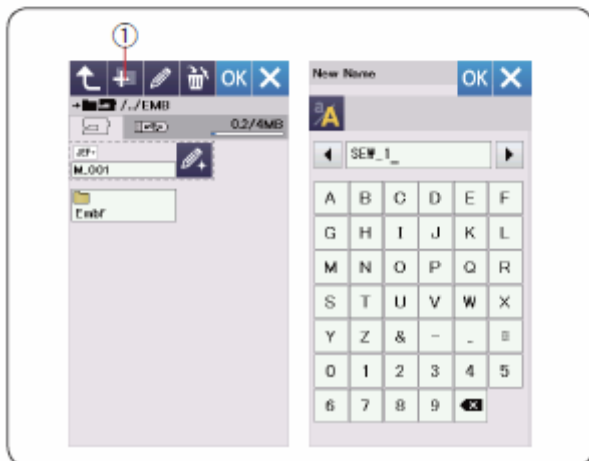 ①
OK
/../EMB
0.2/4MB
JEF+
M_001
Embf
New Name
OK
a/A
SEW_1_
A B C D E F
G H I J K L
M N O P Q R
S T U V W X
Y Z & - _
0 1 2 3 4 5
6 7 8 9